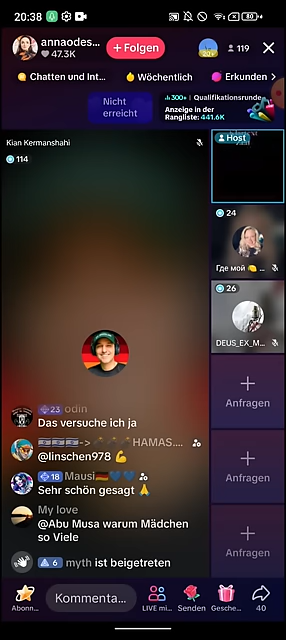 20:38
80
annaodes...
47.3K
+ Folgen
20+
119
Chatten und Int...
Wöchentlich
Erkunden >
Nicht erreicht
300+ | Qualifikationsrunde
Anzeige in der
Rangliste: 441.6K
Kian Kermanshahi
114
Host
24
Где мой 🍋 ...
26
DEUS_EX_M...
Anfragen
Anfragen
Anfragen
23 odin
Das versuche ich ja
-> HAMAS....
@linschen978 💪
18 Mausi
Sehr schön gesagt 🙏
My love
@Abu Musa warum Mädchen
so Viele
6 myth ist beigetreten
Abonn...
Kommenta...
LIVE mi...
Senden
Gesche...
40